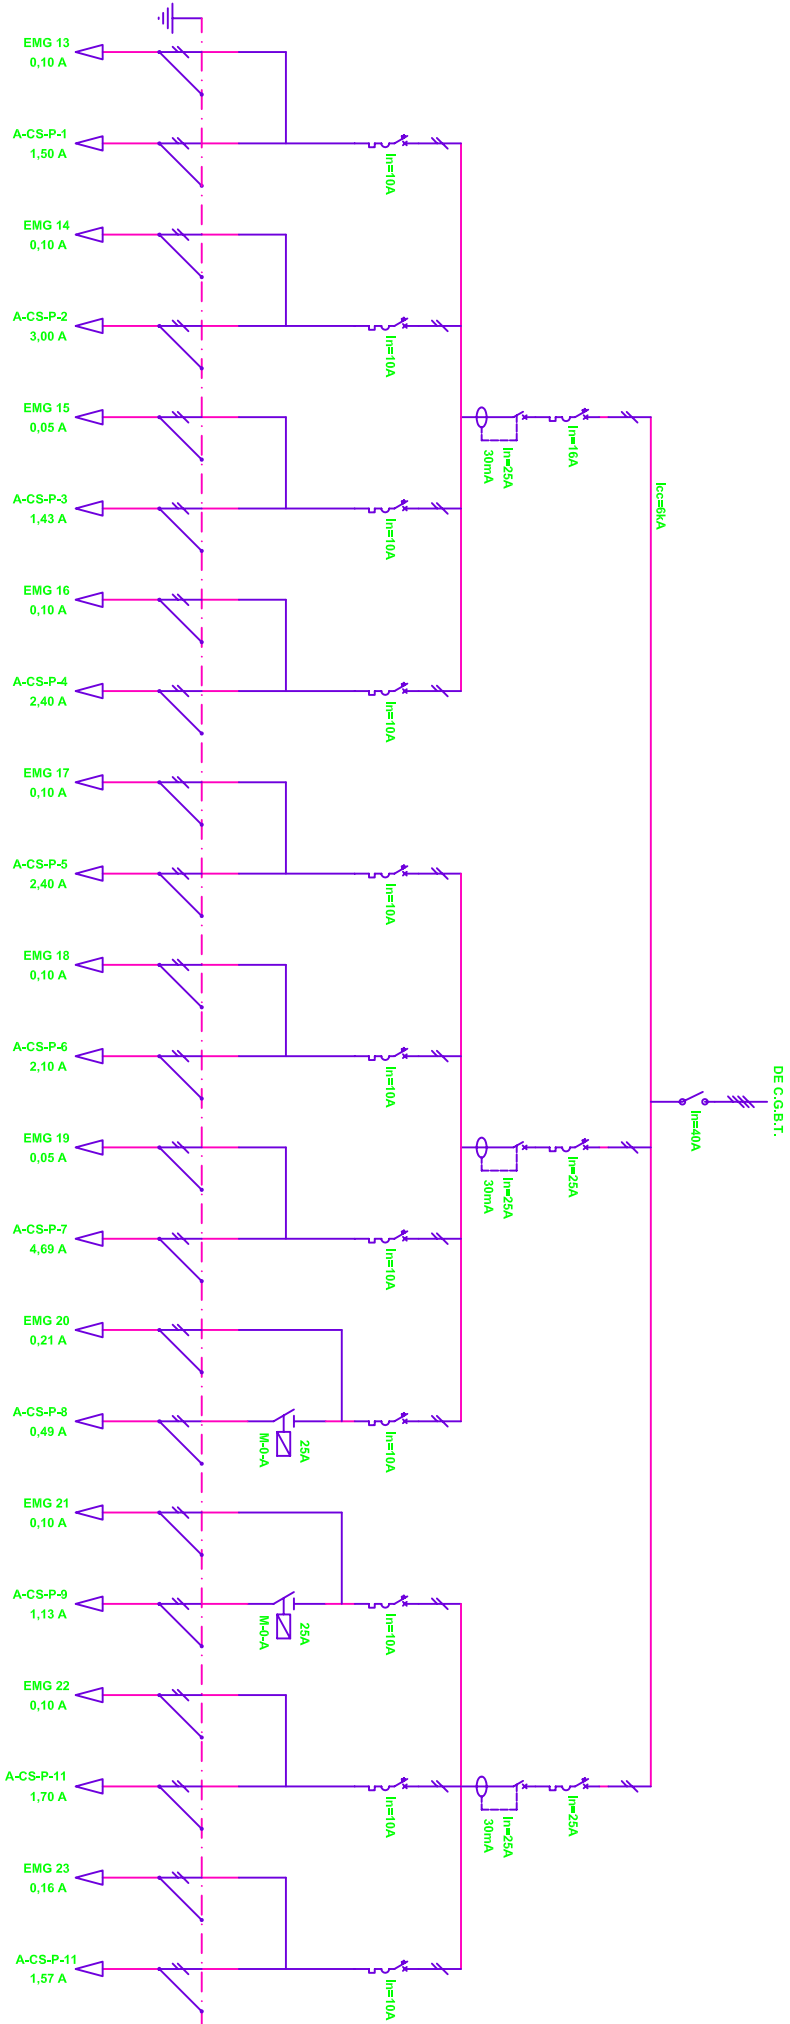 EMG 13
0,10 A
A-CS-P-1
1,50 A
In=10A
EMG 14
0,10 A
A-CS-P-2
3,00 A
In=10A
EMG 15
0,05 A
30mA
In=25A
In=16A
A-CS-P-3
1,43 A
In=10A
Icc=6kA
EMG 16
0,10 A
A-CS-P-4
2,40 A
In=10A
EMG 17
0,10 A
A-CS-P-5
2,40 A
In=10A
EMG 18
0,10 A
A-CS-P-6
2,10 A
In=10A
DE C.G.B.T.
In=40A
EMG 19
0,05 A
30mA
In=25A
In=25A
A-CS-P-7
4,69 A
In=10A
EMG 20
0,21 A
A-CS-P-8
0,49 A
M-0-A
25A
In=10A
EMG 21
0,10 A
A-CS-P-9
1,13 A
M-0-A
25A
In=10A
EMG 22
0,10 A
A-CS-P-11
1,70 A
In=10A
30mA
In=25A
In=25A
EMG 23
0,16 A
A-CS-P-11
1,57 A
In=10A